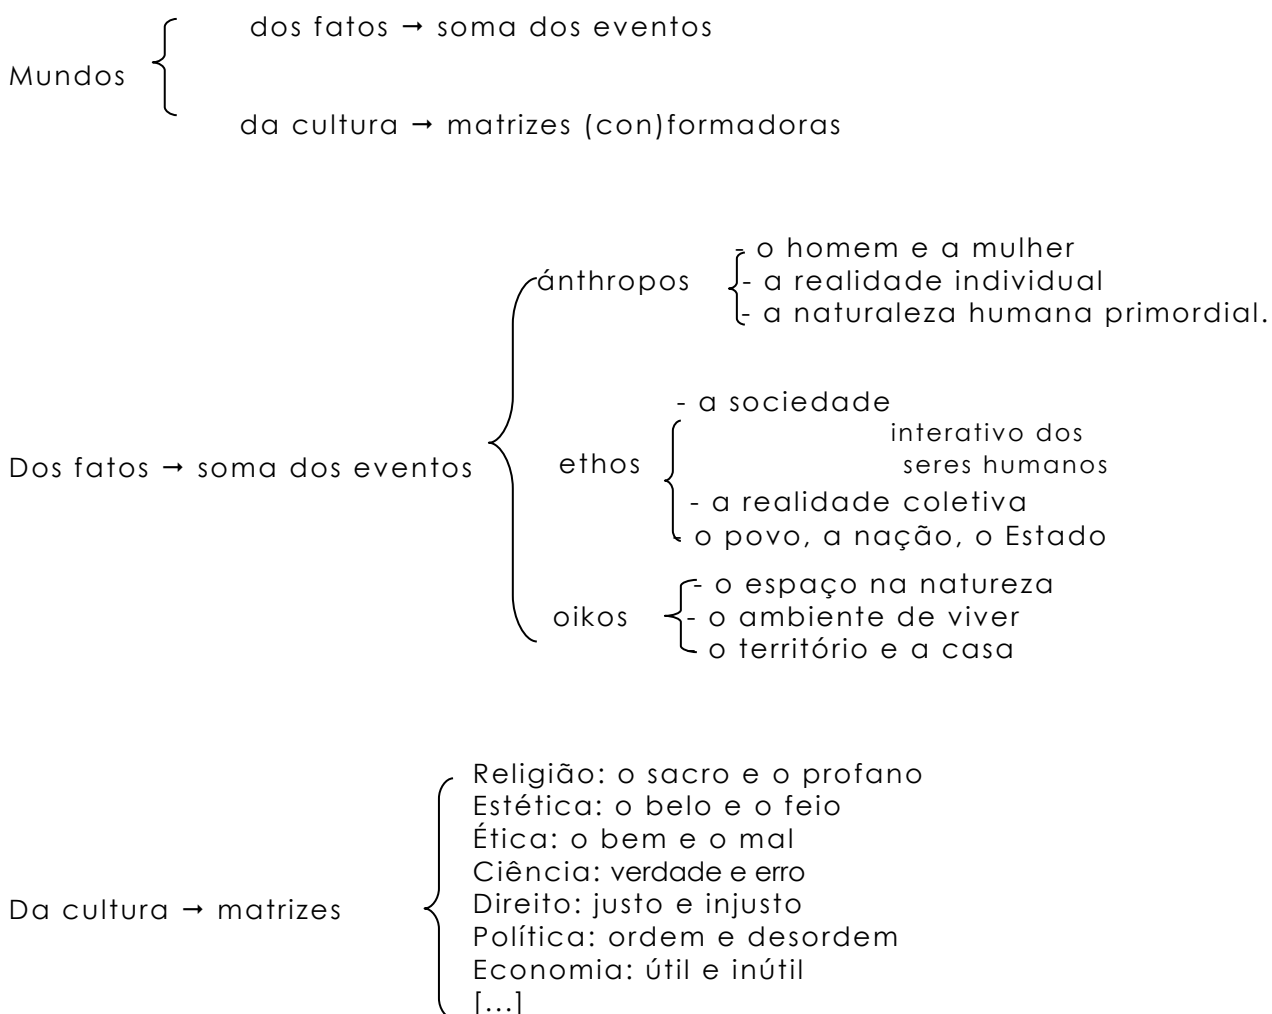 dos fatos → soma dos eventos
Mundos
da cultura → matrizes (con)formadoras
- o homem e a mulher
ánthropos
- a realidade individual
- a naturaleza humana primordial.
- a sociedade
interativo dos
seres humanos
Dos fatos → soma dos eventos
ethos
- a realidade coletiva
o povo, a nação, o Estado
- o espaço na natureza
oikos
- o ambiente de viver
o território e a casa
Religião: o sacro e o profano
Estética: o belo e o feio
Ética: o bem e o mal
Ciência: verdade e erro
Da cultura → matrizes
Direito: justo e injusto
Política: ordem e desordem
Economia: útil e inútil
[...]